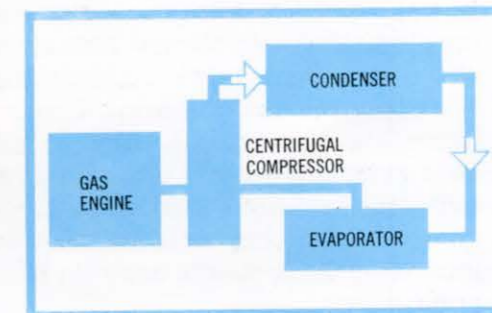 CONDENSER
CENTRIFUGAL
COMPRESSOR
GAS
ENGINE
EVAPORATOR